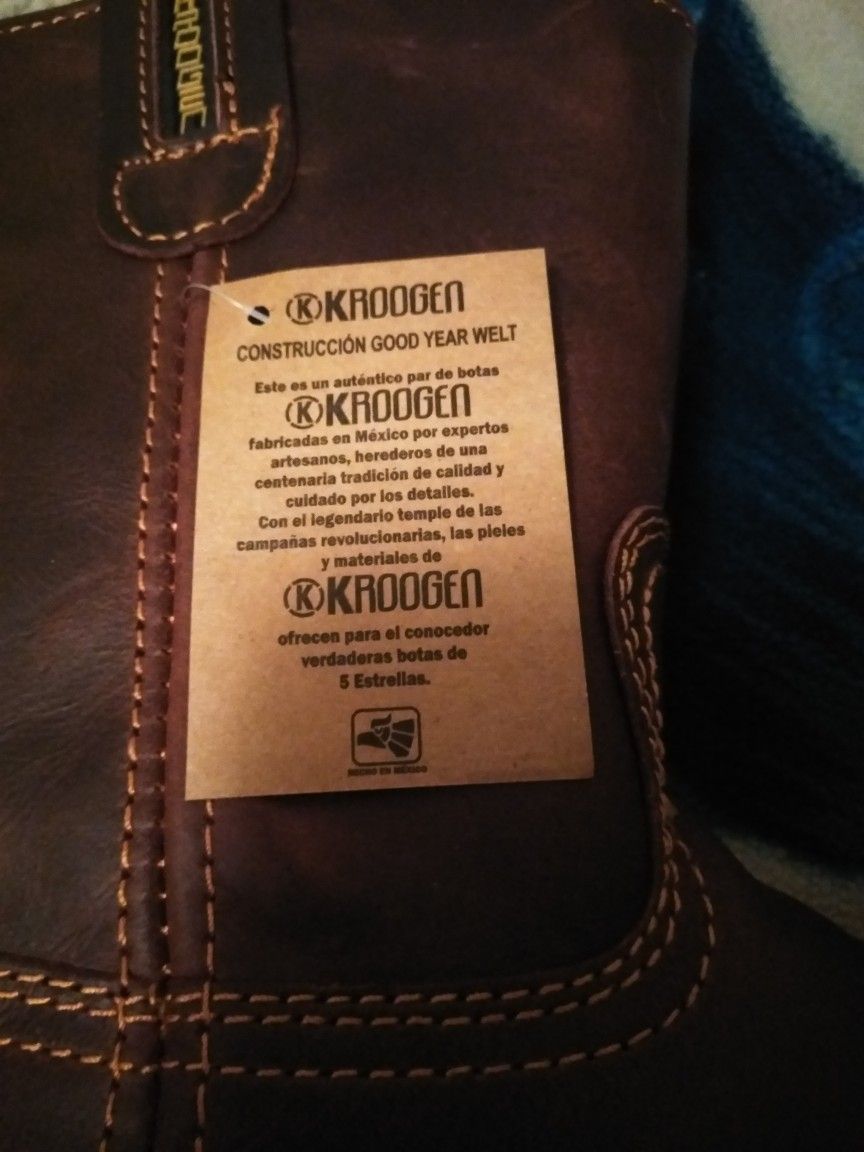 KROOGEN
K KROOGEN
CONSTRUCCIÓN GOOD YEAR WELT
Este es un auténtico par de botas
K KROOGEN
fabricadas en México por expertos
artesanos, herederos de una
centenaria tradición de calidad y
cuidado por los detalles.
Con el legendario temple de las
campañas revolucionarias, las pieles
y materiales de
K KROOGEN
ofrecen para el conocedor
verdaderas botas de
5 Estrellas.
HECHO EN MÉXICO